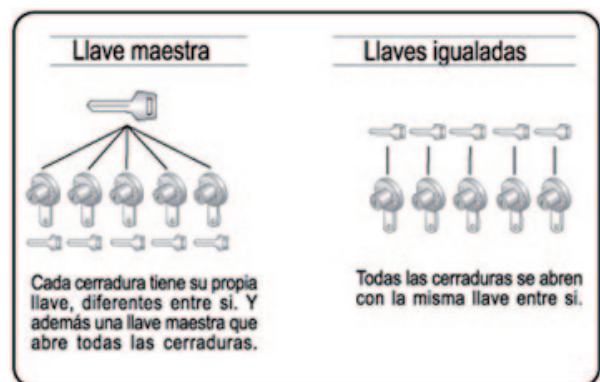 Llave maestra
Cada cerradura tiene su propia
llave, diferentes entre si. Y
además una llave maestra que
abre todas las cerraduras.
Llaves igualadas
Todas las cerraduras se abren
con la misma llave entre si.